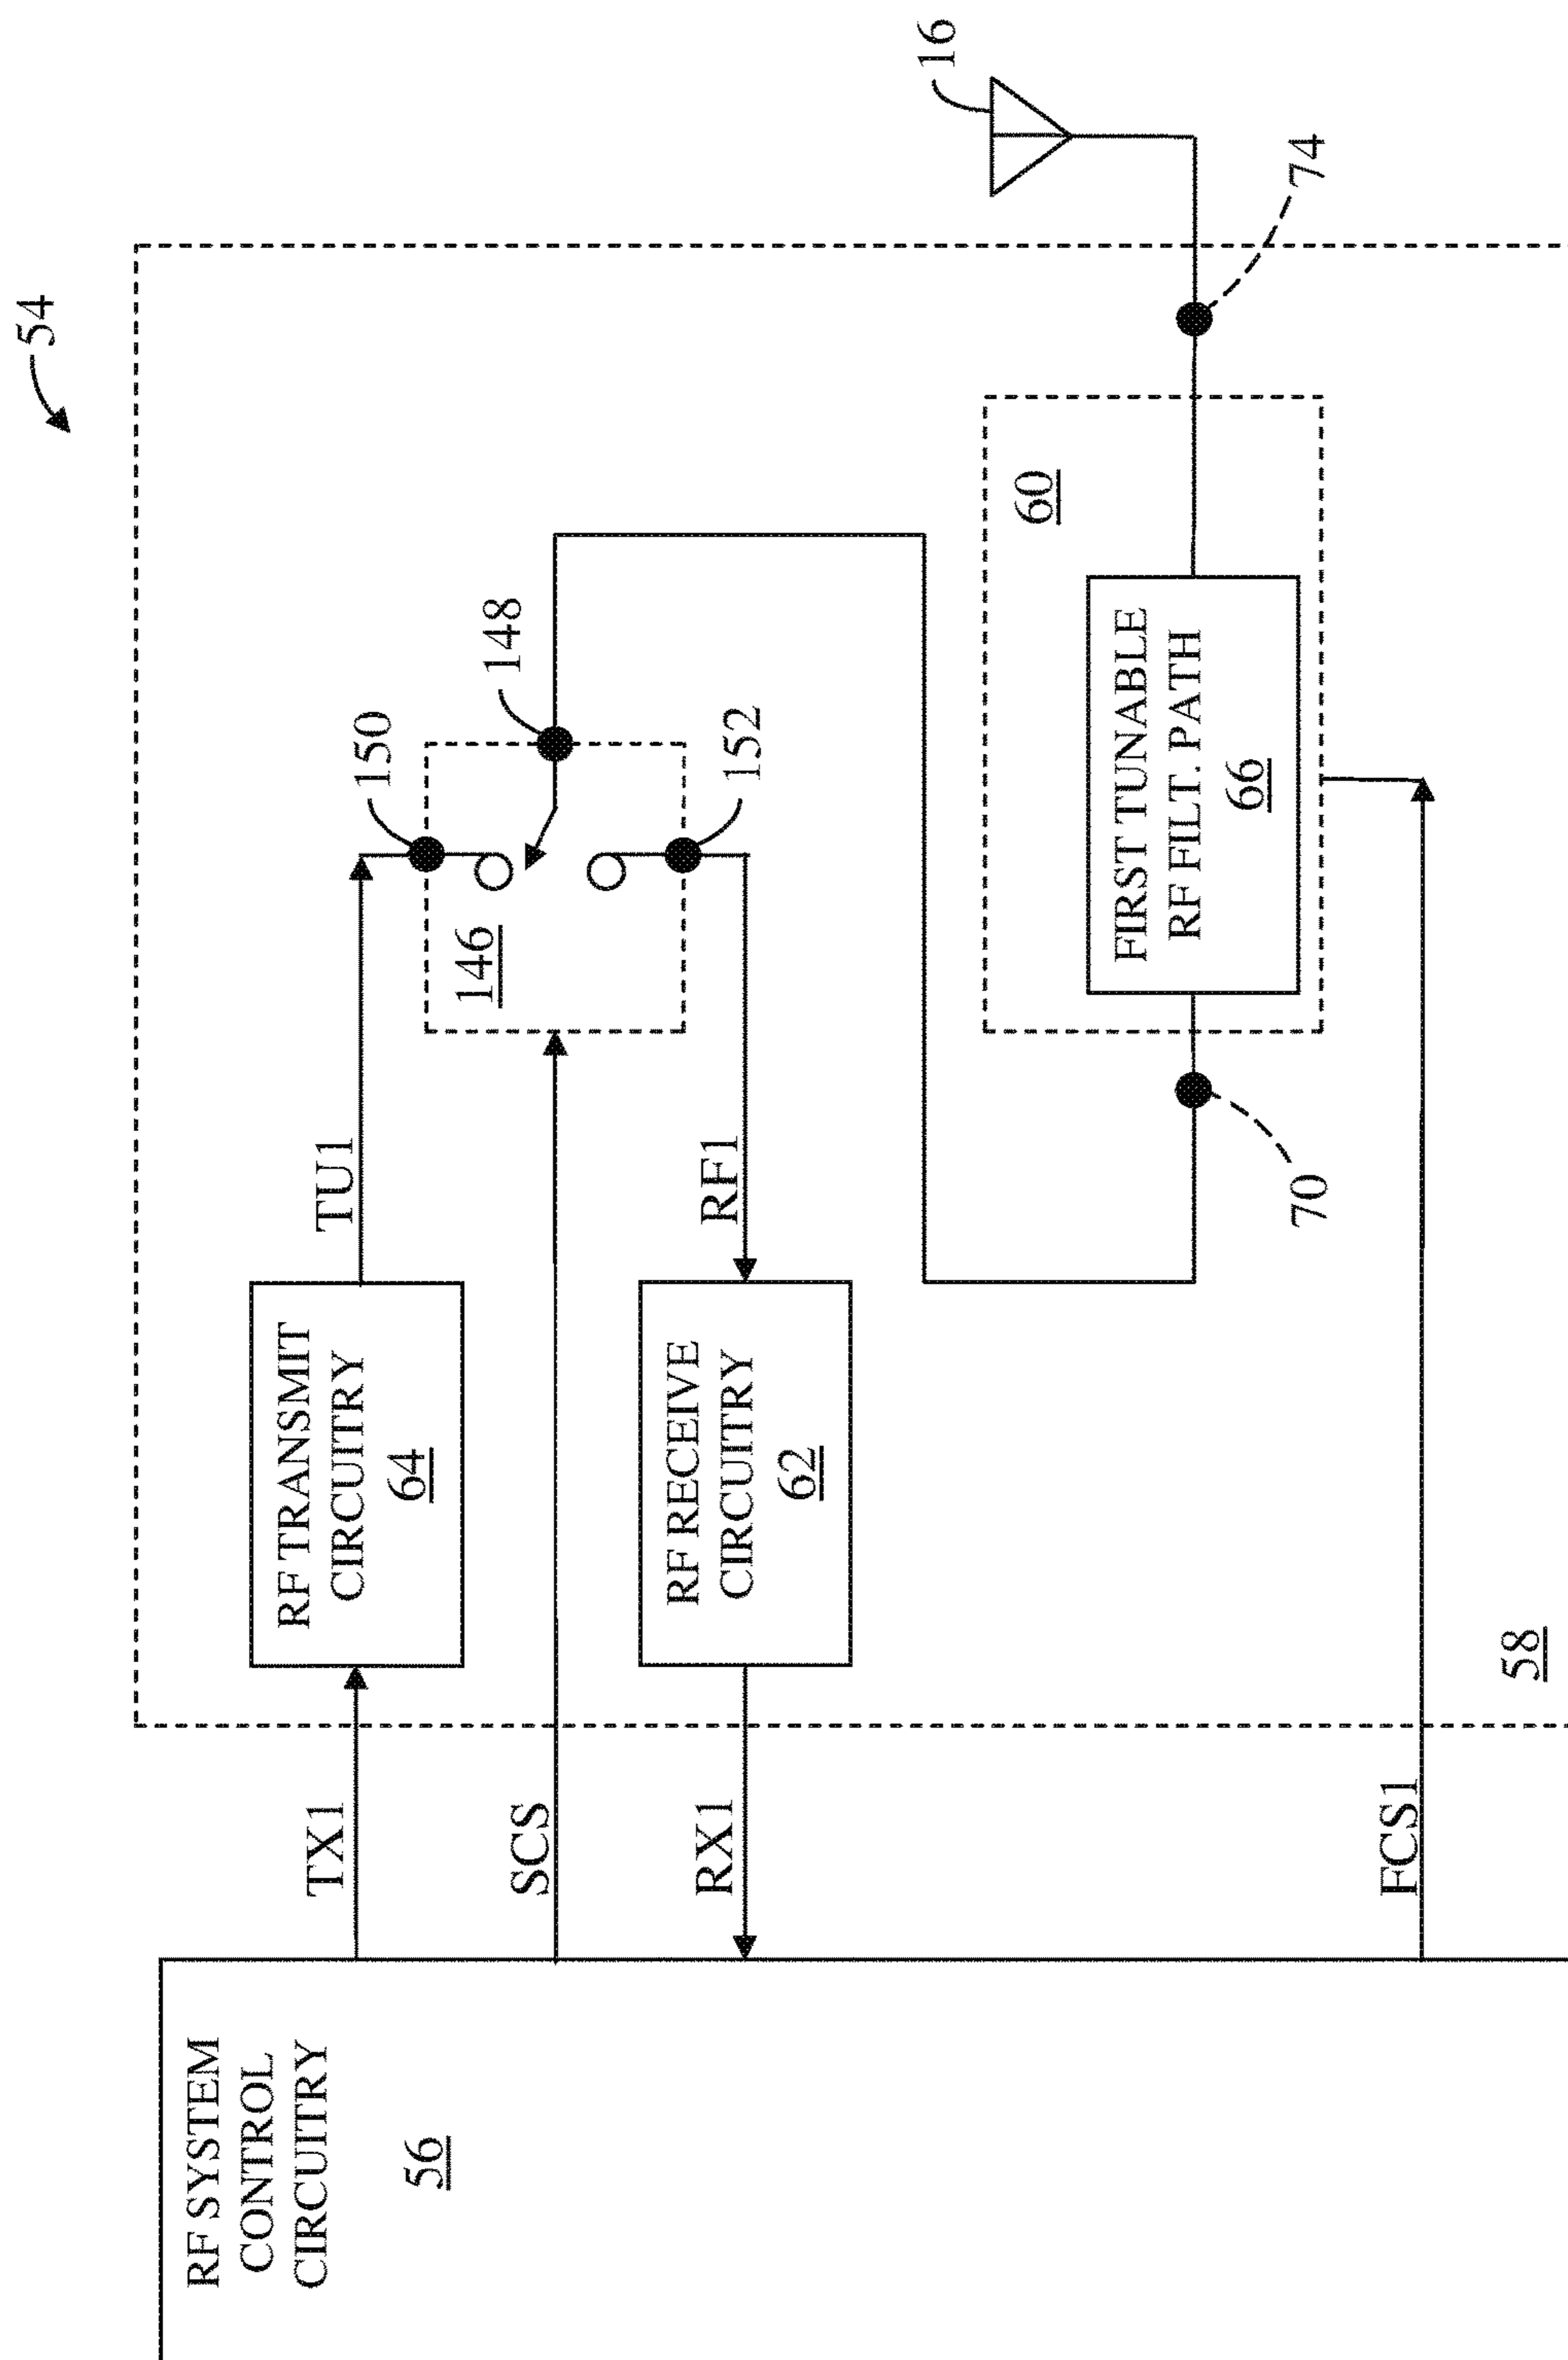 54
RF SYSTEM
CONTROL
CIRCUITRY
56
TX1
SCS
RX1
FCS1
RF TRANSMIT
CIRCUITRY
64
TU1
RF RECEIVE
CIRCUITRY
62
RF1
146
150
148
152
60
FIRST TUNABLE
RF FILT. PATH
66
70
74
16
58